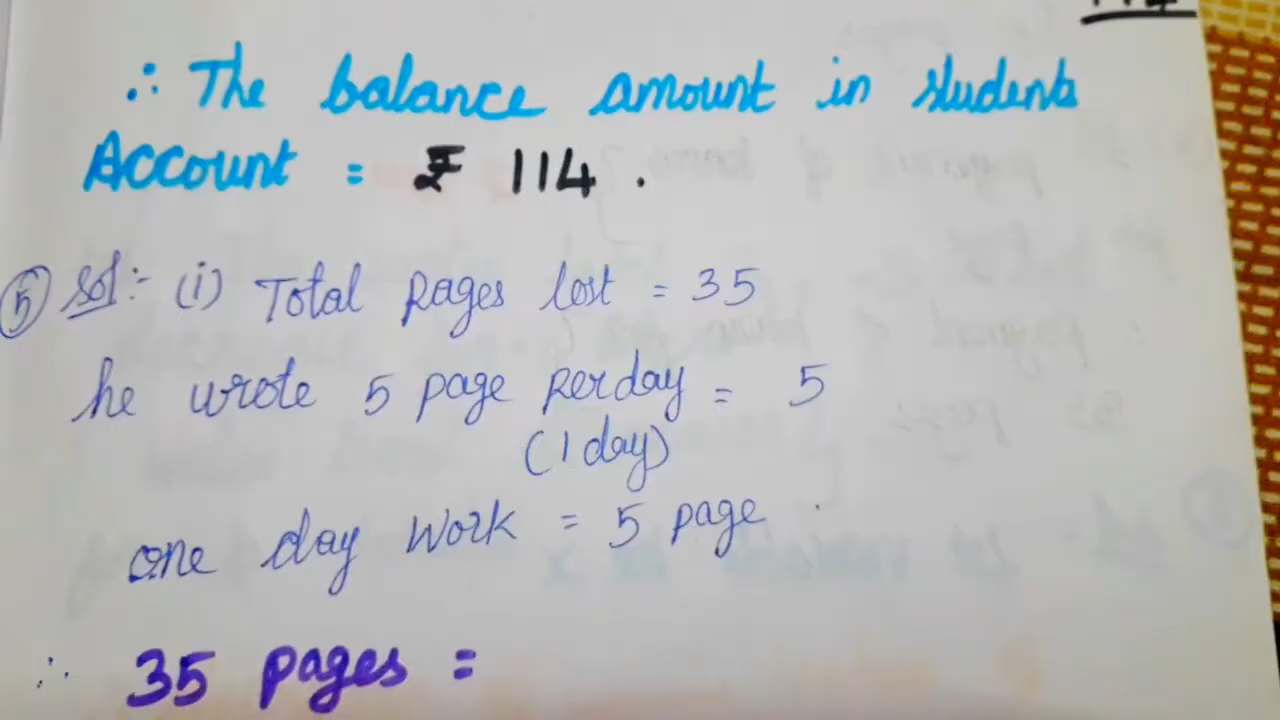 ∴ The balance amount in students
Account = ₹ 114 .
⑤ Sol:- (i) Total Pages lost = 35
he wrote 5 page Perday = 5
(1 day)
one day work = 5 page
∴ 35 pages =